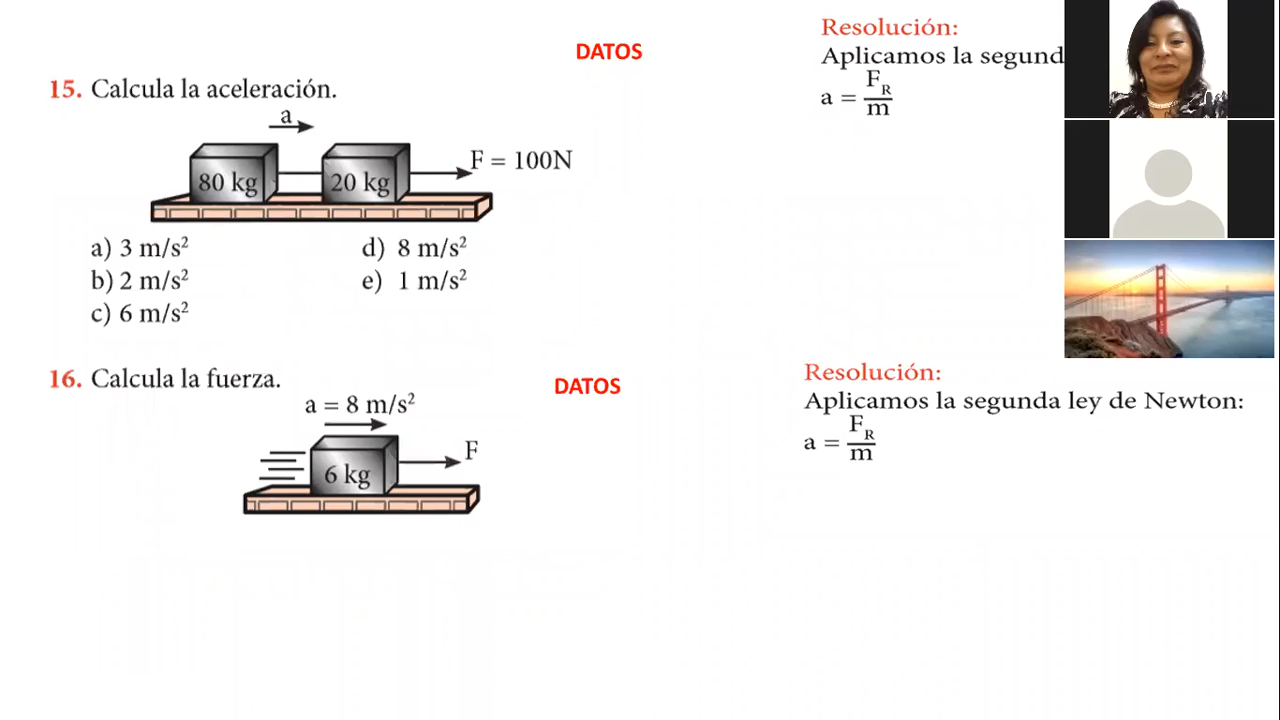 DATOS
15. Calcula la aceleración.
a
80 kg
20 kg
F = 100N
a) 3 m/s²
b) 2 m/s²
c) 6 m/s²
d) 8 m/s²
e) 1 m/s²
Resolución:
Aplicamos la segund
a = F_R/m
16. Calcula la fuerza.
DATOS
a = 8 m/s²
6 kg
F
Resolución:
Aplicamos la segunda ley de Newton:
a = F_R/m